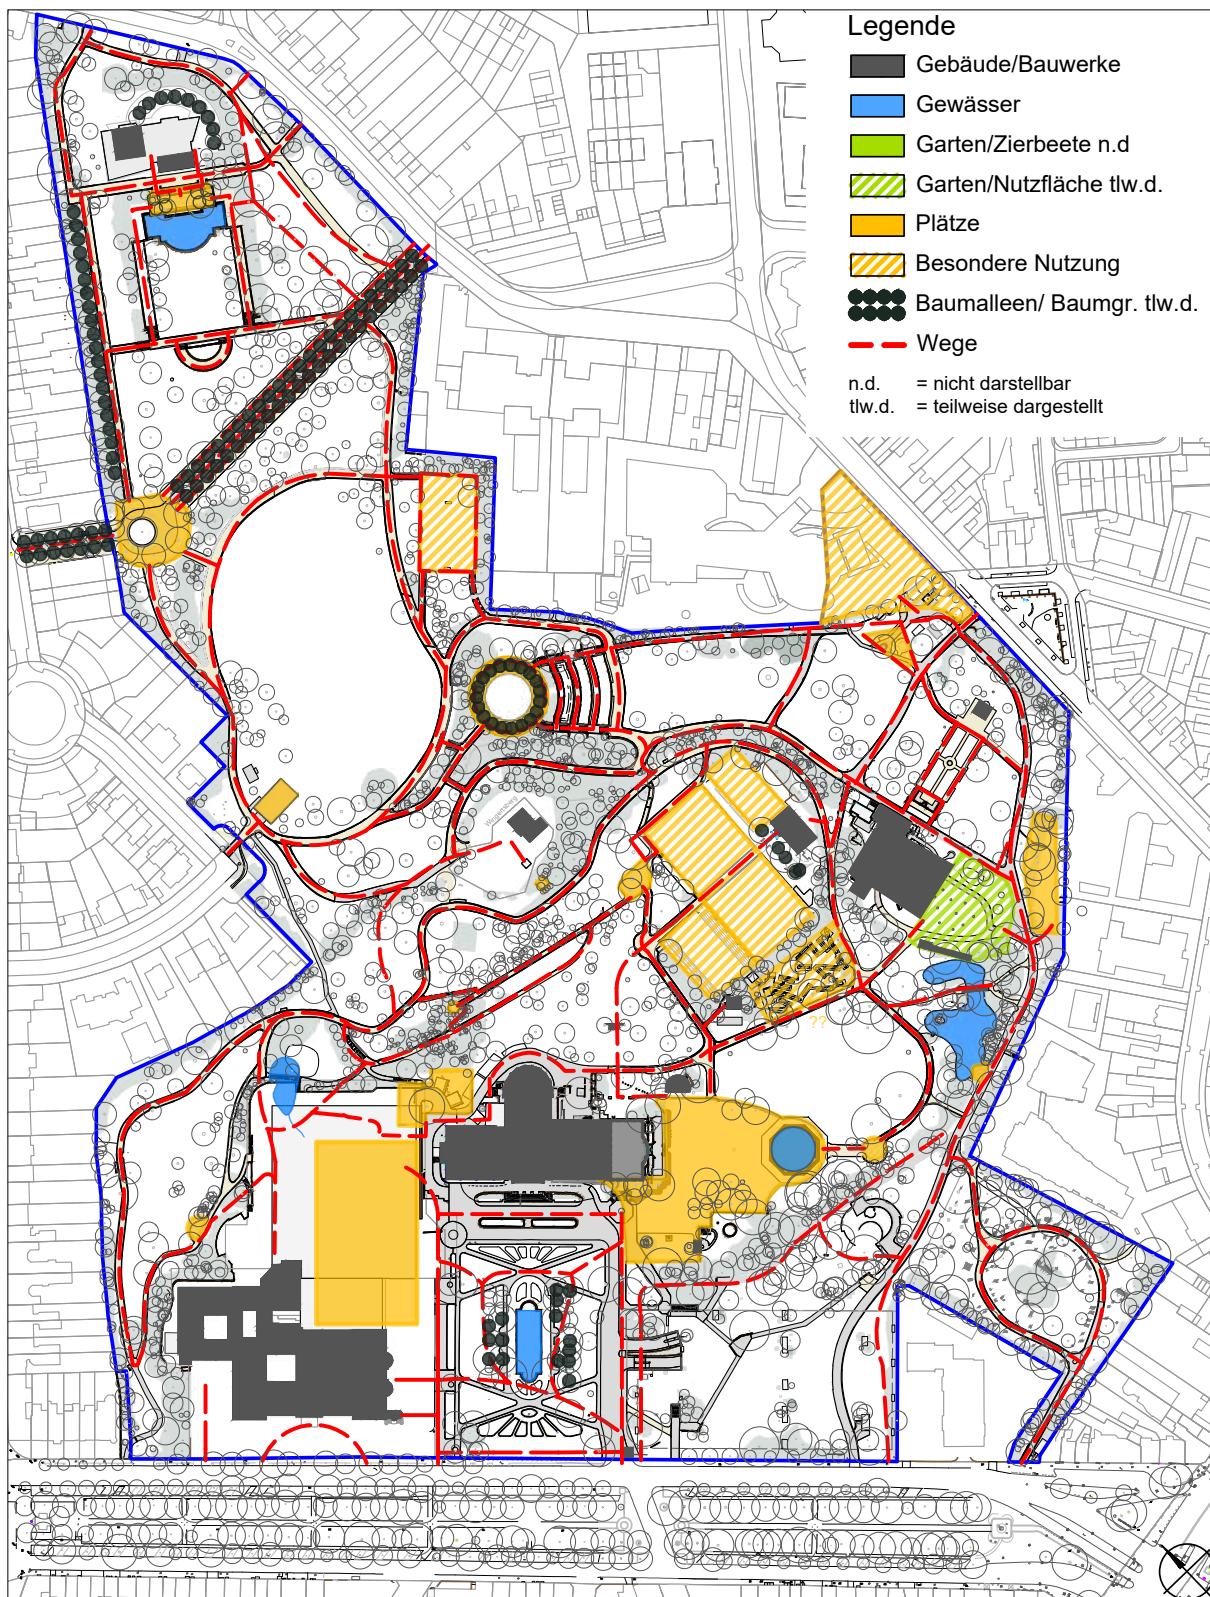 Legende
Gebäude/Bauwerke
Gewässer
Garten/Zierbeete n.d
Garten/Nutzfläche tlw.d.
Plätze
Besondere Nutzung
Baumalleen/ Baumgr. tlw.d.
Wege
n.d. = nicht darstellbar
tlw.d. = teilweise dargestellt
??